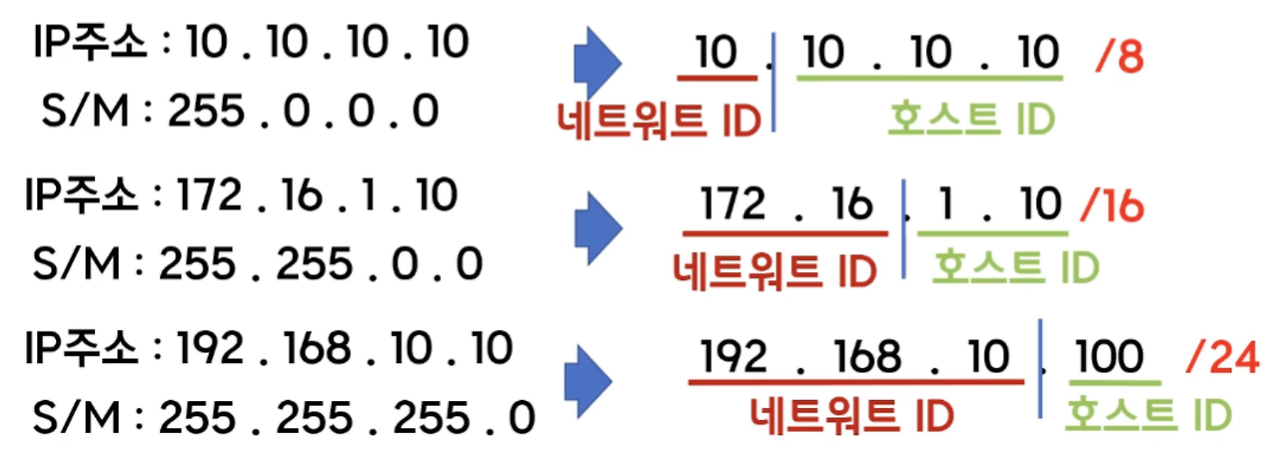 IP주소 : 10 . 10 . 10 . 10
S/M : 255 . 0 . 0 . 0
10 . 10 . 10 . 10 /8
네트워트 ID 호스트 ID
IP주소 : 172 . 16 . 1 . 10
S/M : 255 . 255 . 0 . 0
172 . 16 . 1 . 10 /16
네트워트 ID 호스트 ID
IP주소 : 192 . 168 . 10 . 10
S/M : 255 . 255 . 255 . 0
192 . 168 . 10 . 100 /24
네트워트 ID 호스트 ID